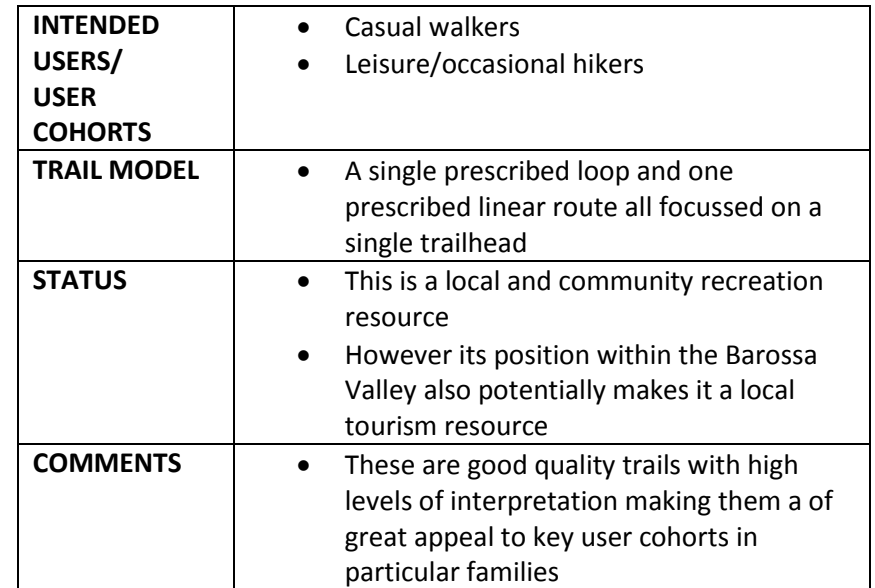 INTENDED
USERS/
USER
COHORTS
• Casual walkers
• Leisure/occasional hikers
TRAIL MODEL
• A single prescribed loop and one
prescribed linear route all focussed on a
single trailhead
STATUS
• This is a local and community recreation
resource
• However its position within the Barossa
Valley also potentially makes it a local
tourism resource
COMMENTS
• These are good quality trails with high
levels of interpretation making them a of
great appeal to key user cohorts in
particular families